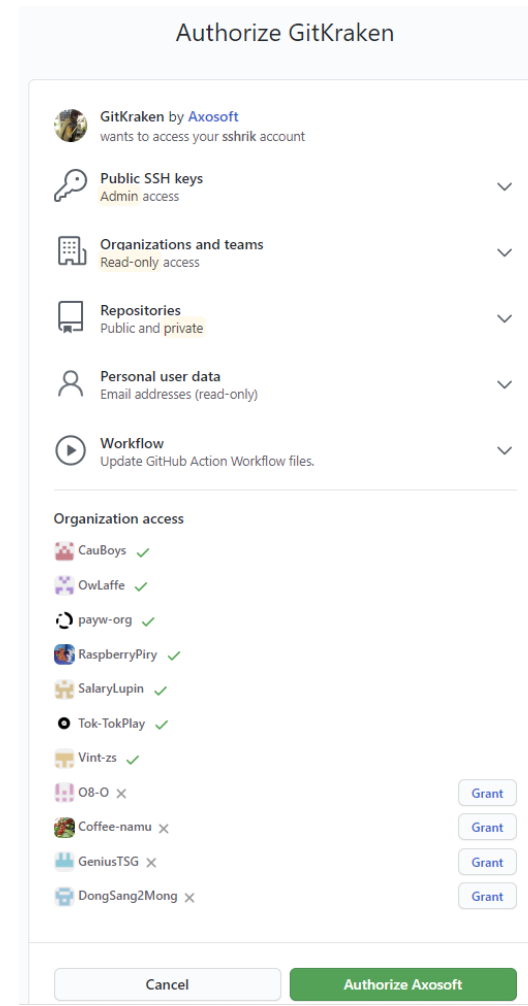 Authorize GitKraken
GitKraken by Axosoft
wants to access your sshrik account
Public SSH keys
Admin access
Organizations and teams
Read-only access
Repositories
Public and private
Personal user data
Email addresses (read-only)
Workflow
Update GitHub Action Workflow files.
Organization access
CauBoys
OwLaffe
payw-org
RaspberryPiry
SalaryLupin
Tok-TokPlay
Vint-zs
O8-O Grant
Coffee-namu Grant
GeniusTSG Grant
DongSang2Mong Grant
Cancel Authorize Axosoft